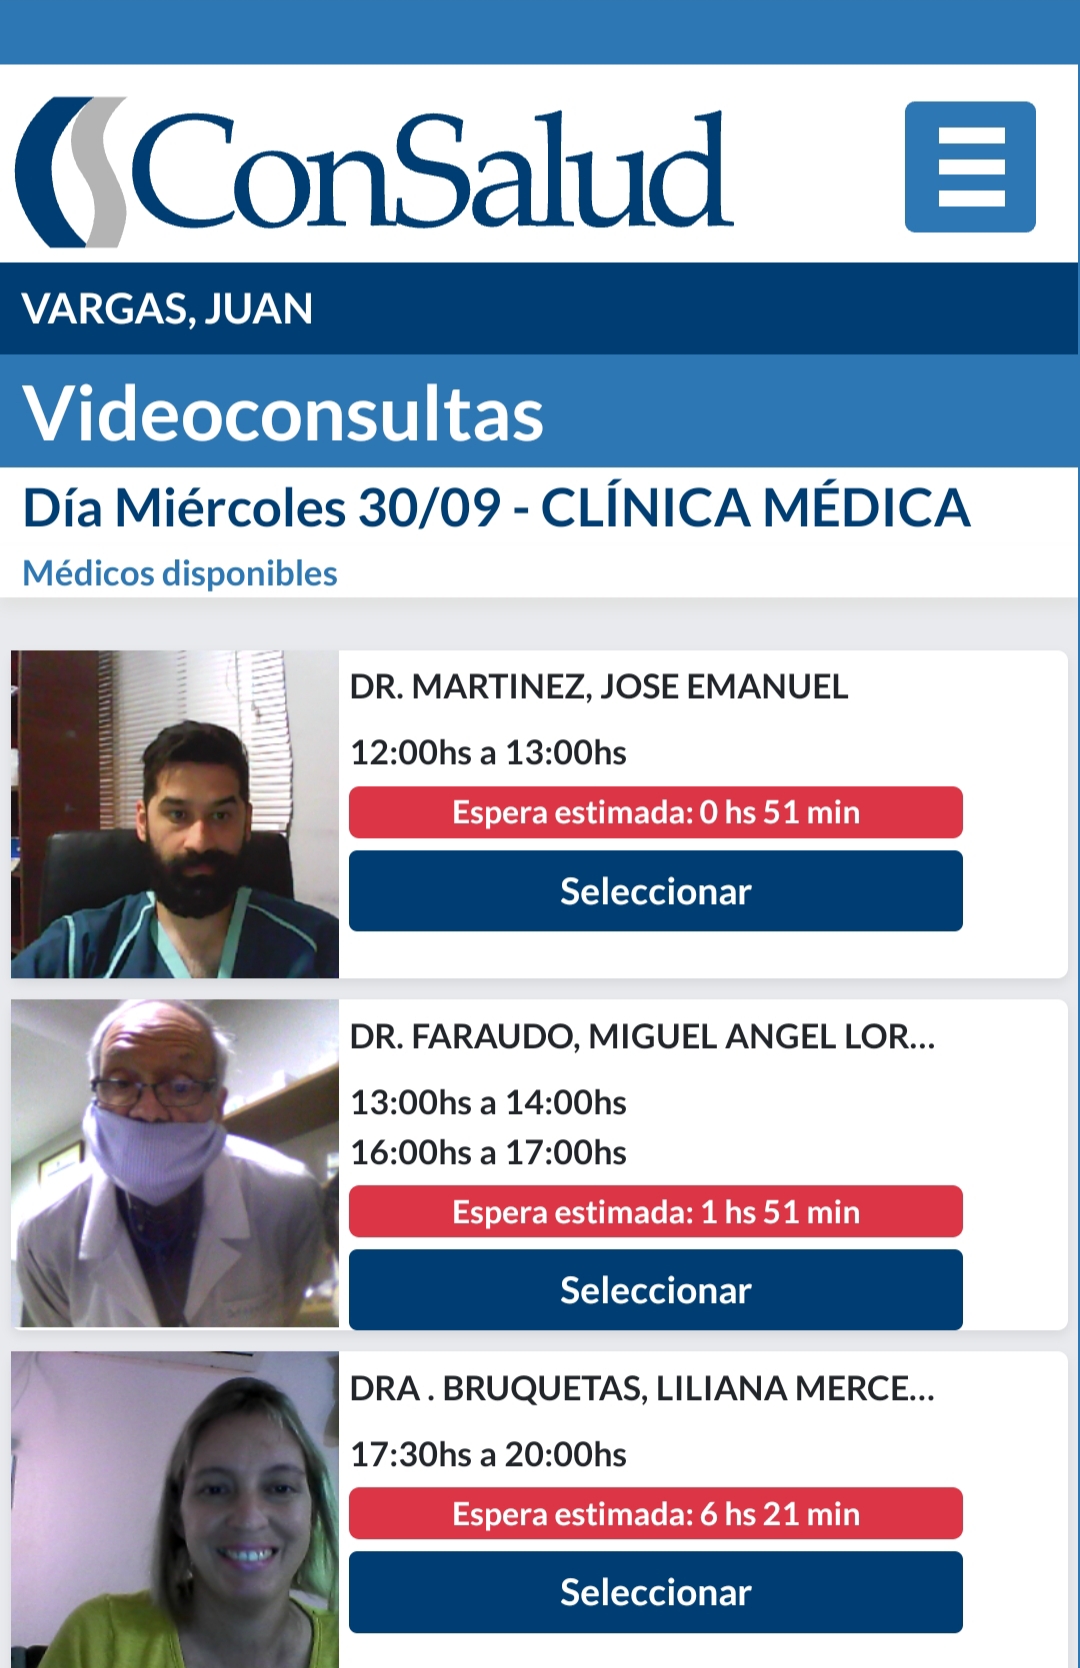 ConSalud
VARGAS, JUAN
Videoconsultas
Día Miércoles 30/09 - CLÍNICA MÉDICA
Médicos disponibles
DR. MARTINEZ, JOSE EMANUEL
12:00hs a 13:00hs
Espera estimada: 0 hs 51 min
Seleccionar
DR. FARAUDO, MIGUEL ANGEL LOR...
13:00hs a 14:00hs
16:00hs a 17:00hs
Espera estimada: 1 hs 51 min
Seleccionar
DRA . BRUQUETAS, LILIANA MERCE...
17:30hs a 20:00hs
Espera estimada: 6 hs 21 min
Seleccionar